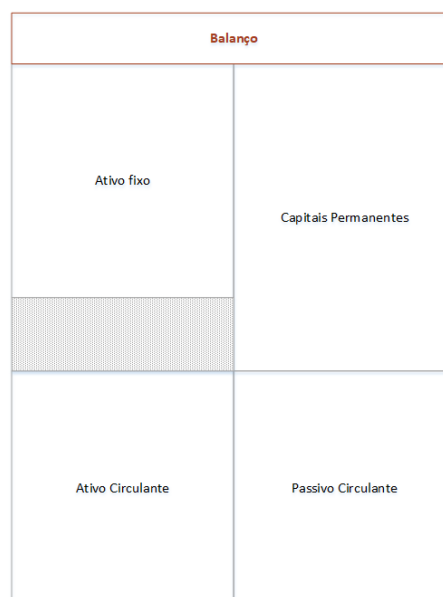 Balanço
Ativo fixo
Capitais Permanentes
Ativo Circulante
Passivo Circulante